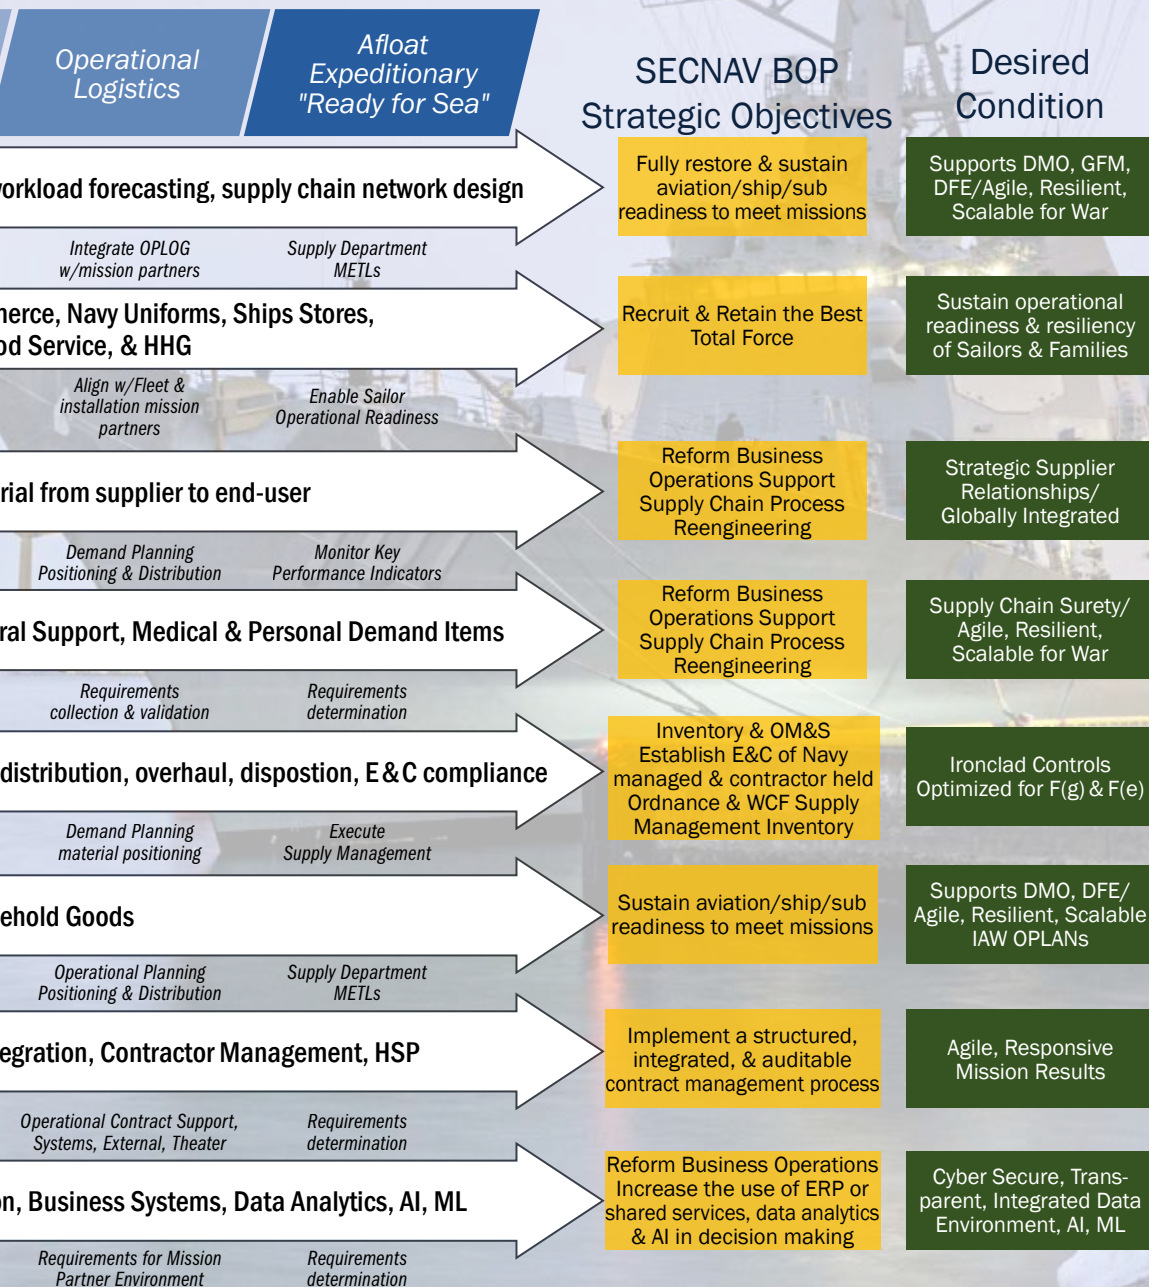 Operational
Logistics
Afloat
Expeditionary
"Ready for Sea"
SECNAV BOP
Strategic Objectives
Desired
Condition
workload forecasting, supply chain network design
Fully restore & sustain
aviation/ship/sub
readiness to meet missions
Supports DMO, GFM,
DFE/Agile, Resilient,
Scalable for War
Integrate OPLOG
w/mission partners
Supply Department
METLs
merce, Navy Uniforms, Ships Stores,
od Service, & HHG
Recruit & Retain the Best
Total Force
Sustain operational
readiness & resiliency
of Sailors & Families
Align w/Fleet &
installation mission
partners
Enable Sailor
Operational Readiness
rial from supplier to end-user
Reform Business
Operations Support
Supply Chain Process
Reengineering
Strategic Supplier
Relationships/
Globally Integrated
Demand Planning
Positioning & Distribution
Monitor Key
Performance Indicators
ral Support, Medical & Personal Demand Items
Reform Business
Operations Support
Supply Chain Process
Reengineering
Supply Chain Surety/
Agile, Resilient,
Scalable for War
Requirements
collection & validation
Requirements
determination
distribution, overhaul, dispostion, E&C compliance
Inventory & OM&S
Establish E&C of Navy
managed & contractor held
Ordnance & WCF Supply
Management Inventory
Ironclad Controls
Optimized for F(g) & F(e)
Demand Planning
material positioning
Execute
Supply Management
ehold Goods
Sustain aviation/ship/sub
readiness to meet missions
Supports DMO, DFE/
Agile, Resilient, Scalable
IAW OPLANs
Operational Planning
Positioning & Distribution
Supply Department
METLs
egration, Contractor Management, HSP
Implement a structured,
integrated, & auditable
contract management process
Agile, Responsive
Mission Results
Operational Contract Support,
Systems, External, Theater
Requirements
determination
on, Business Systems, Data Analytics, AI, ML
Reform Business Operations
Increase the use of ERP or
shared services, data analytics
& AI in decision making
Cyber Secure, Trans-
parent, Integrated Data
Environment, AI, ML
Requirements for Mission
Partner Environment
Requirements
determination